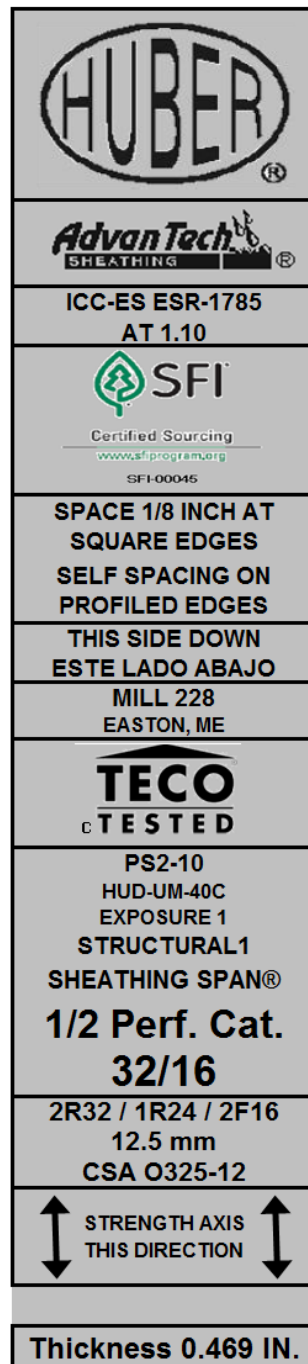 HUBER
®
AdvanTech
SHEATHING ®
ICC-ES ESR-1785
AT 1.10
SFI
Certified Sourcing
www.sfiprogram.org
SFI-00045
SPACE 1/8 INCH AT
SQUARE EDGES
SELF SPACING ON
PROFILED EDGES
THIS SIDE DOWN
ESTE LADO ABAJO
MILL 228
EASTON, ME
TECO
C TESTED
PS2-10
HUD-UM-40C
EXPOSURE 1
STRUCTURAL1
SHEATHING SPAN®
1/2 Perf. Cat.
32/16
2R32 / 1R24 / 2F16
12.5 mm
CSA O325-12
STRENGTH AXIS
THIS DIRECTION
Thickness 0.469 IN.